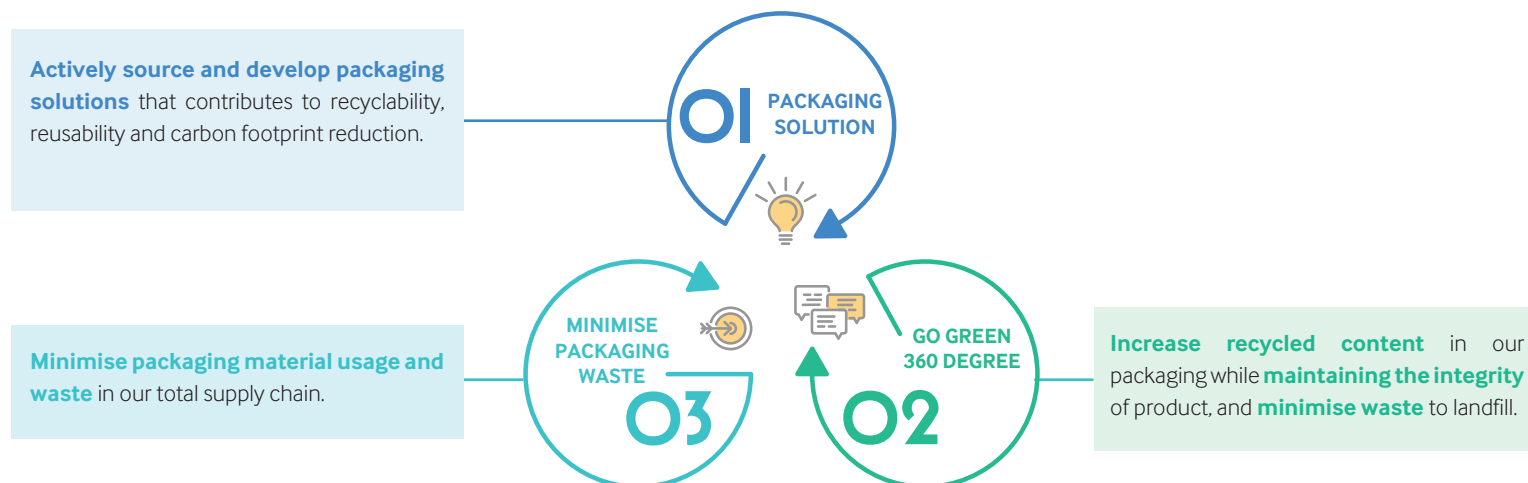 Actively source and develop packaging
solutions that contributes to recyclability,
reusability and carbon footprint reduction.
01
PACKAGING
SOLUTION
GO GREEN
360 DEGREE
02
Increase recycled content in our
packaging while maintaining the integrity
of product, and minimise waste to landfill.
MINIMISE
PACKAGING
WASTE
03
Minimise packaging material usage and
waste in our total supply chain.